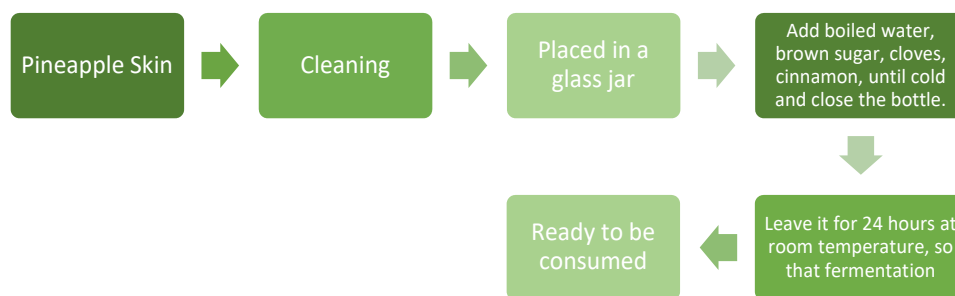 Pineapple Skin
Cleaning
Placed in a
glass jar
Add boiled water,
brown sugar, cloves,
cinnamon, until cold
and close the bottle.
Leave it for 24 hours at
room temperature, so
that fermentation
Ready to be
consumed